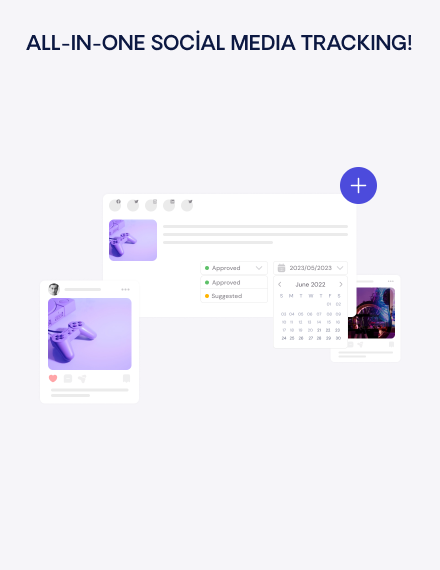 ALL-IN-ONE SOCİAL MEDIA TRACKING!
Approved
2023/05/2023
Approved
Suggested
June 2022
S M T W T F S